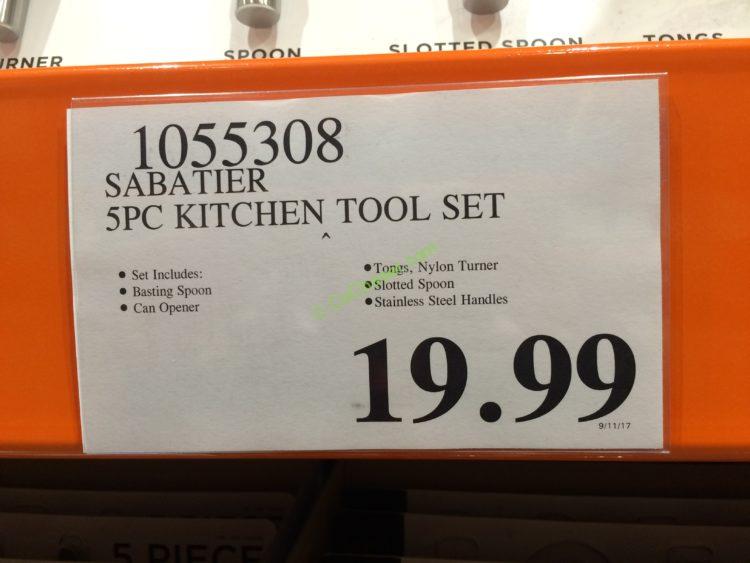 URNER
SPOON
SLOTTED SPOON
TONGS
1055308
SABATIER
5PC KITCHEN TOOL SET
^
• Set Includes:
• Basting Spoon
• Can Opener
• Tongs, Nylon Turner
• Slotted Spoon
• Stainless Steel Handles
19.99
9/11/17
5 PIECE